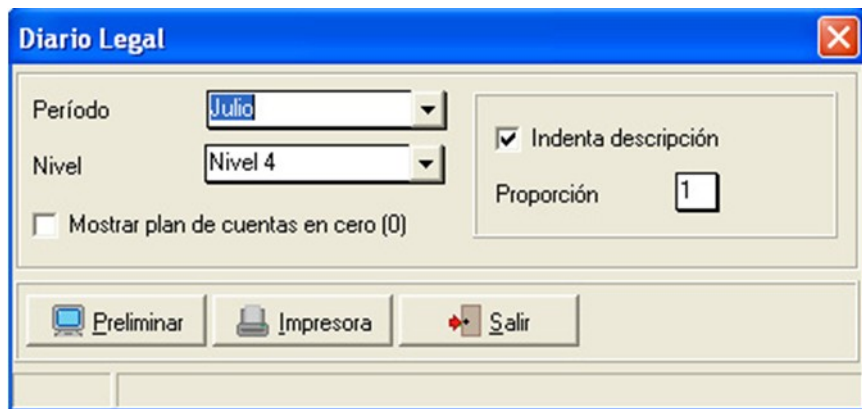 Diario Legal
Período Julio
Nivel Nivel 4
Mostrar plan de cuentas en cero (0)
Indenta descripción
Proporción 1
Preliminar Impresora Salir